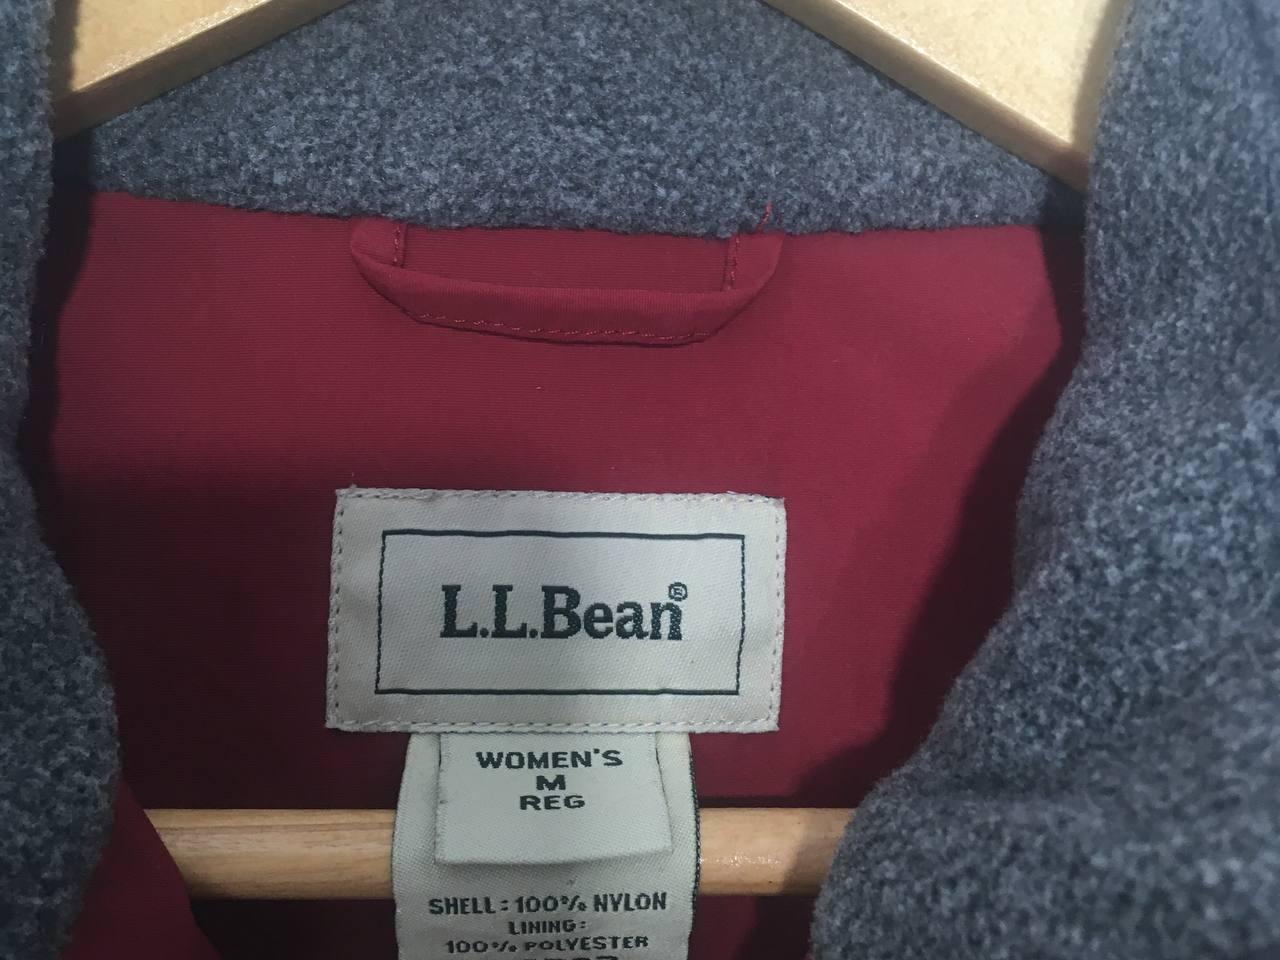 L.L.Bean®
WOMEN'S
M
REG
SHELL: 100% NYLON
LINING:
100% POLYESTER